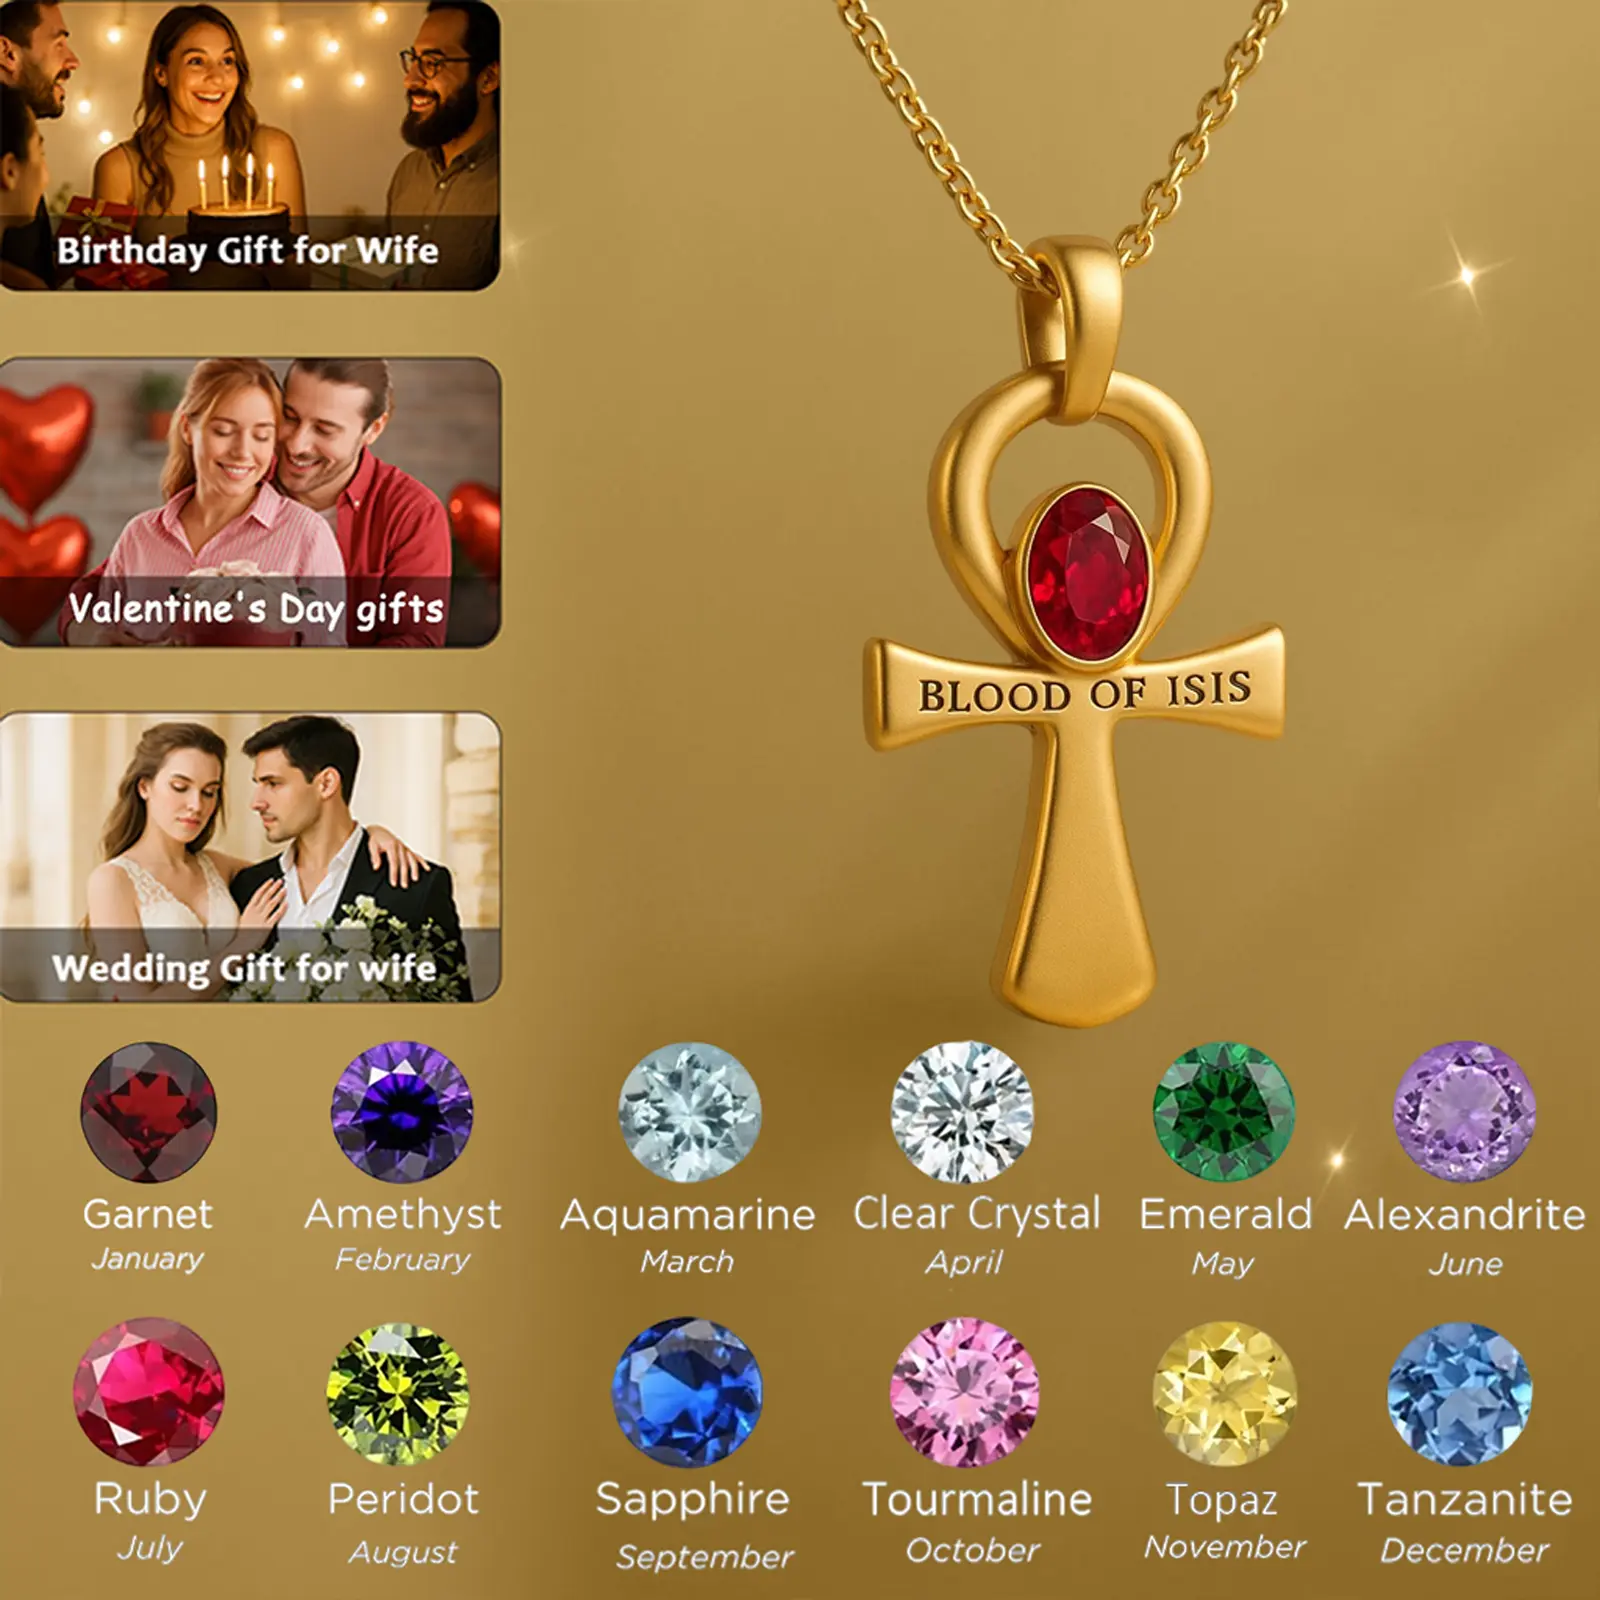 Birthday Gift for Wife
Valentine's Day gifts
Wedding Gift for wife
BLOOD OF ISIS
Garnet
January
Amethyst
February
Aquamarine
March
Clear Crystal
April
Emerald
May
Alexandrite
June
Ruby
July
Peridot
August
Sapphire
September
Tourmaline
October
Topaz
November
Tanzanite
December